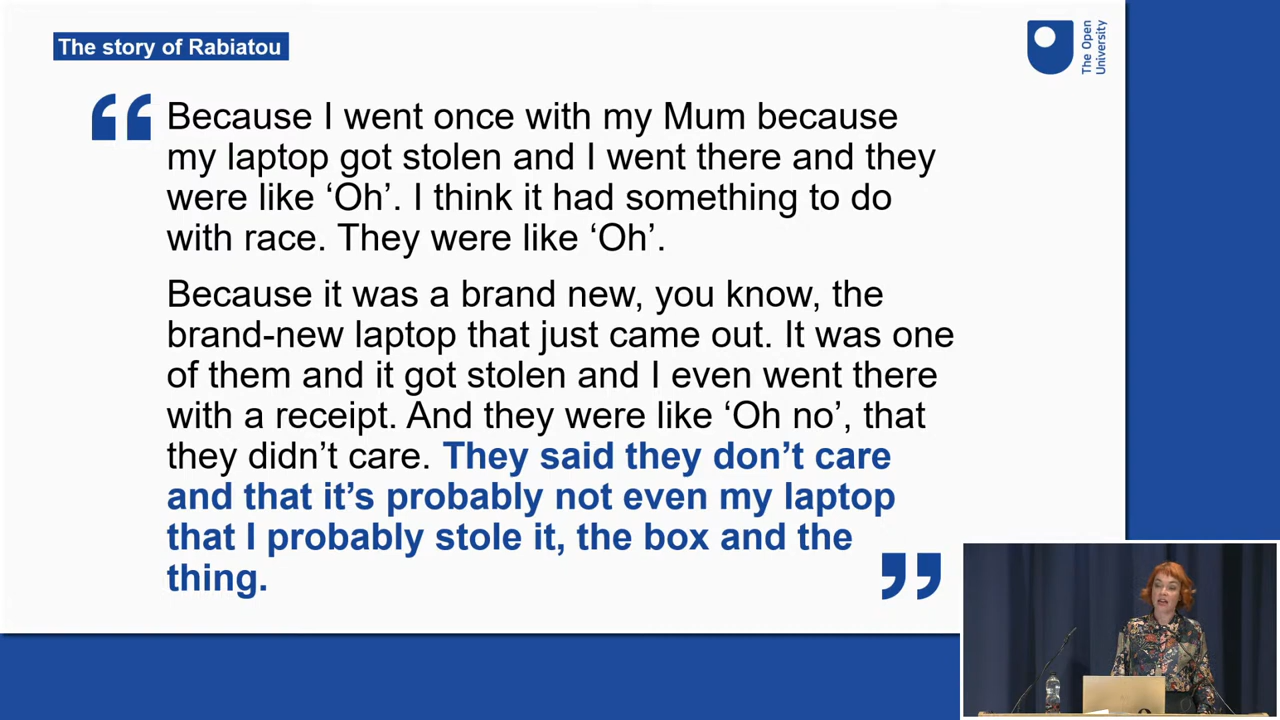 The story of Rabiatou
The Open
University
“
Because I went once with my Mum because
my laptop got stolen and I went there and they
were like ‘Oh’. I think it had something to do
with race. They were like ‘Oh’.
Because it was a brand new, you know, the
brand-new laptop that just came out. It was one
of them and it got stolen and I even went there
with a receipt. And they were like ‘Oh no’, that
they didn’t care. They said they don’t care
and that it’s probably not even my laptop
that I probably stole it, the box and the
thing.
”